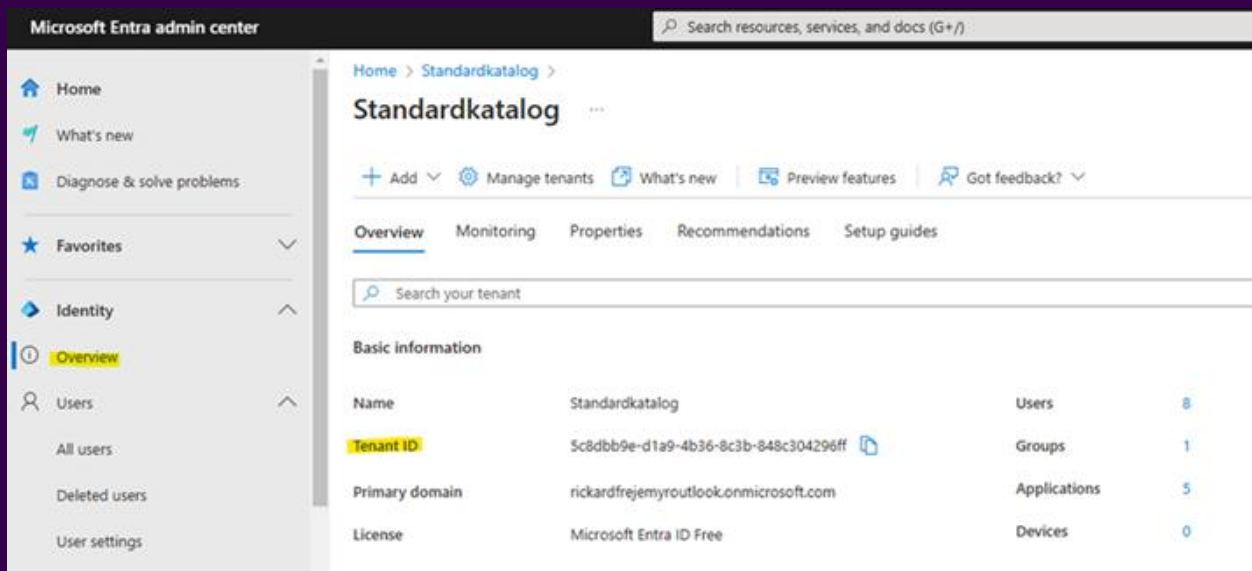 Microsoft Entra admin center
Search resources, services, and docs (G+/)
Home
What's new
Diagnose & solve problems
Favorites
Identity
Overview
Users
All users
Deleted users
User settings
Home > Standardkatalog >
Standardkatalog ...
+ Add Manage tenants What's new Preview features Got feedback?
Overview Monitoring Properties Recommendations Setup guides
Search your tenant
Basic information
Name Standardkatalog Users 8
Tenant ID 5c8dbb9e-d1a9-4b36-8c3b-848c304296ff Groups 1
Primary domain rickardfrejemyroutlook.onmicrosoft.com Applications 5
License Microsoft Entra ID Free Devices 0